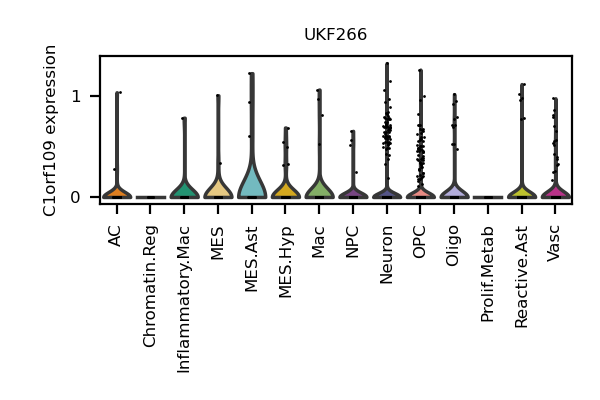 UKF266
C1orf109 expression
1
0
AC
Chromatin.Reg
Inflammatory.Mac
MES
MES.Ast
MES.Hyp
Mac
NPC
Neuron
OPC
Oligo
Prolif.Metab
Reactive.Ast
Vasc